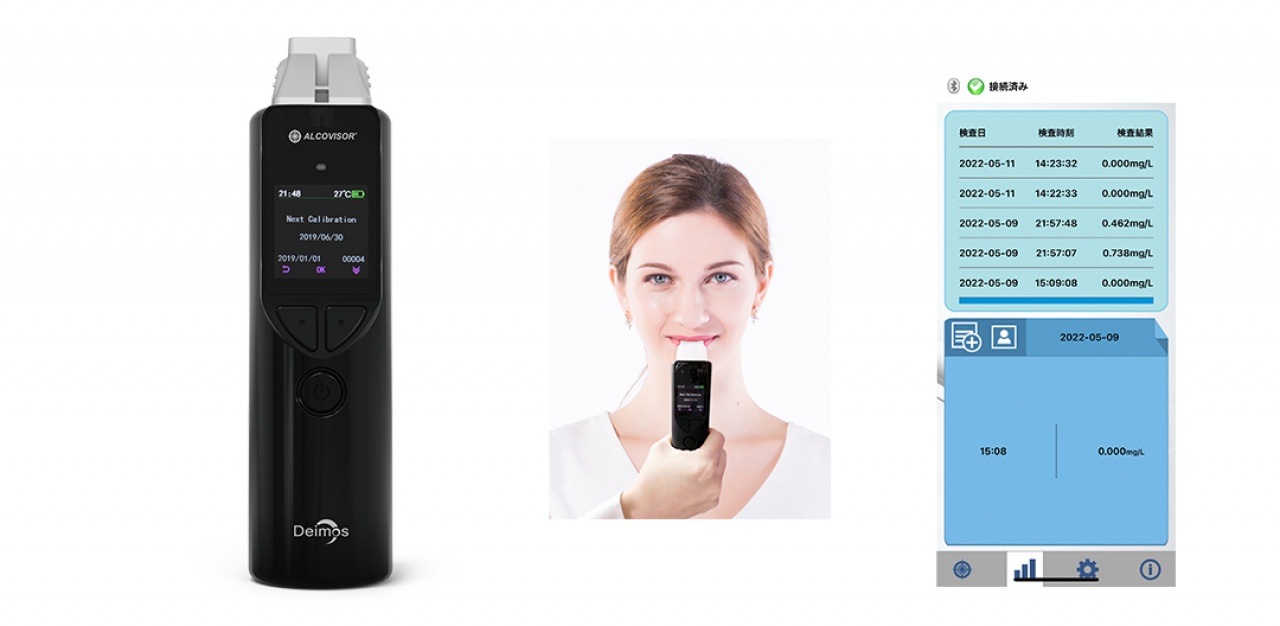 ALCOVISOR
21:48 27℃
Next Calibration
2019/06/30
2019/01/01 00004
OK
Deimos
Next Calibration
接続済み
検査日 検査時刻 検査結果
2022-05-11 14:23:32 0.000mg/L
2022-05-11 14:22:33 0.000mg/L
2022-05-09 21:57:48 0.462mg/L
2022-05-09 21:57:07 0.738mg/L
2022-05-09 15:09:08 0.000mg/L
2022-05-09
15:08 0.000mg/L